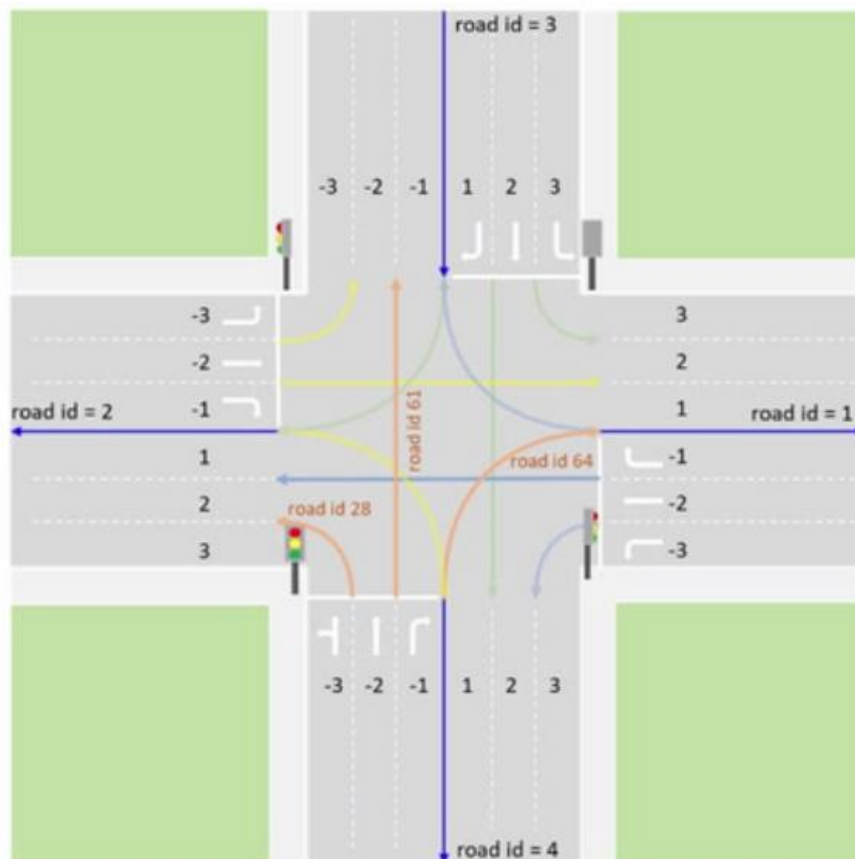 road id = 3
-3 -2 -1 1 2 3
-3
3
-2
2
-1
1
road id = 2
road id = 1
road id 61
1
-1
road id 64
2
-2
road id 28
3
-3
-3 -2 -1 1 2 3
road id = 4